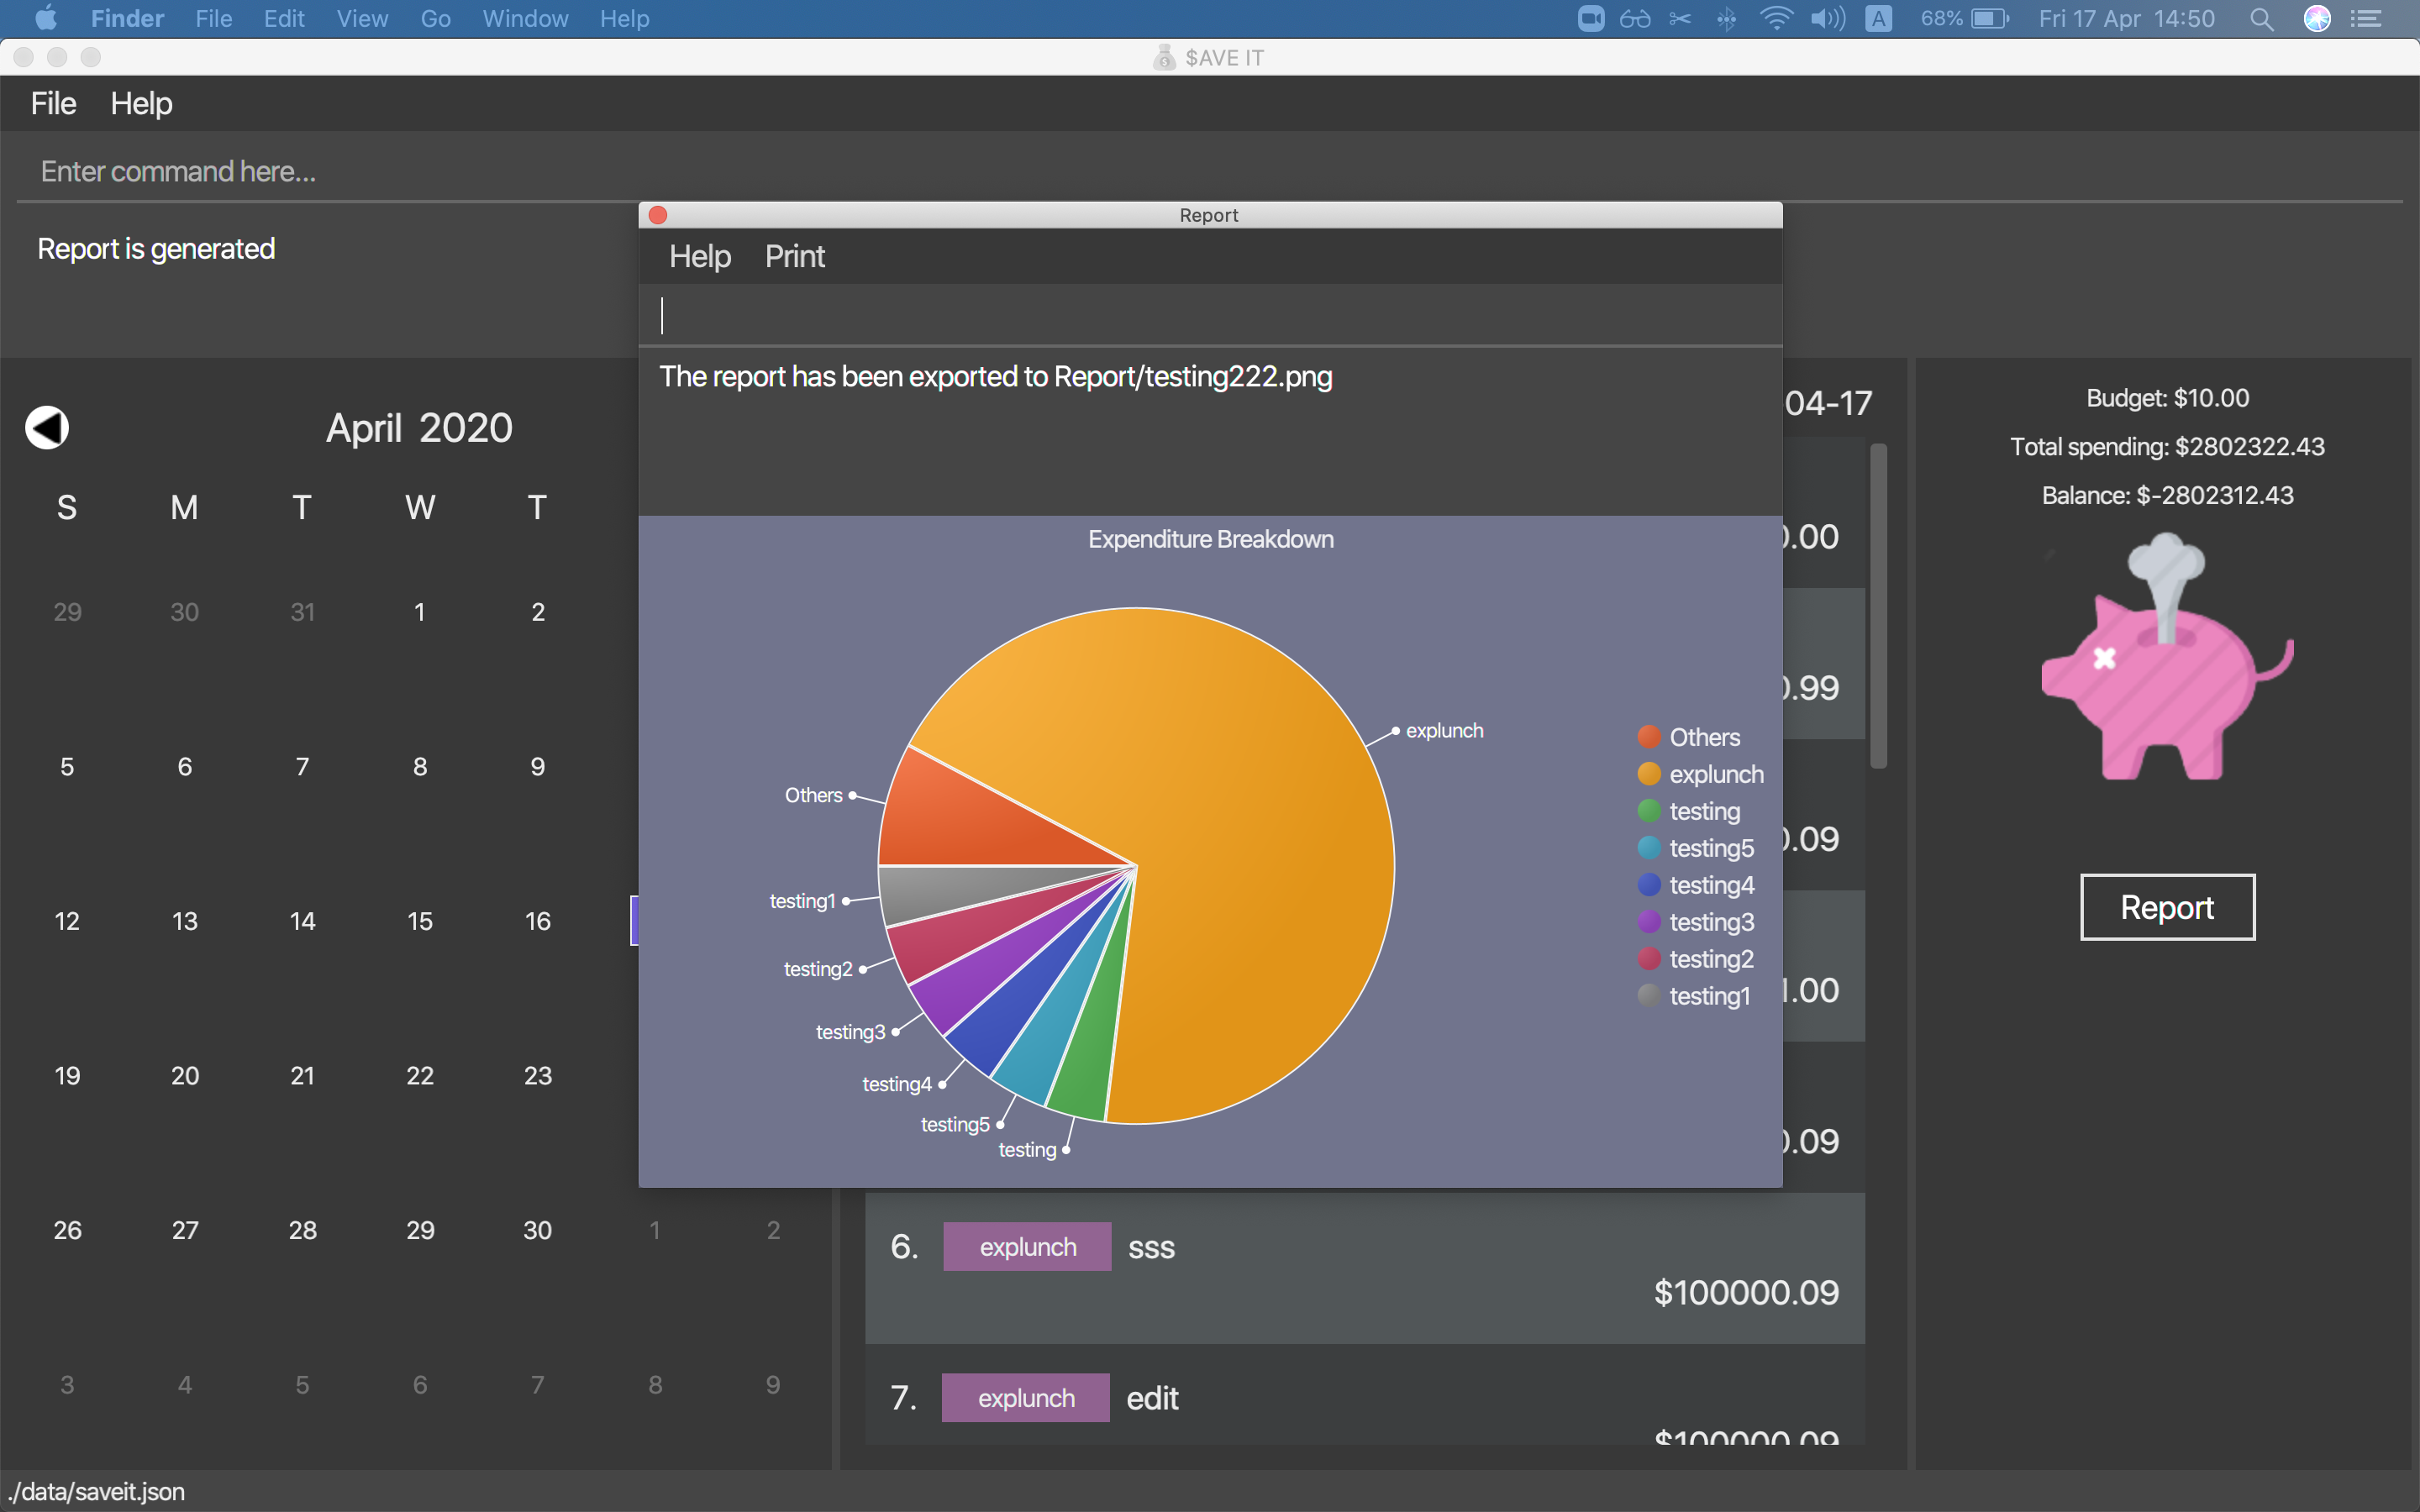 Finder File Edit View Go Window Help A 68% Fri 17 Apr 14:50
$AVE IT
File Help
Enter command here...
Report is generated
Report
Help Print
The report has been exported to Report/testing222.png
April 2020
S M T W T
29 30 31 1 2
5 6 7 8 9
12 13 14 15 16
19 20 21 22 23
26 27 28 29 30 1 2
3 4 5 6 7 8 9
Expenditure Breakdown
explunch
Others
testing1
testing2
testing3
testing4
testing5
testing
Others
explunch
testing
testing5
testing4
testing3
testing2
testing1
04-17
.00
.99
.09
.00
.09
6. explunch sss
$100000.09
7. explunch edit
$100000.09
Budget: $10.00
Total spending: $2802322.43
Balance: $-2802312.43
Report
./data/saveit.json